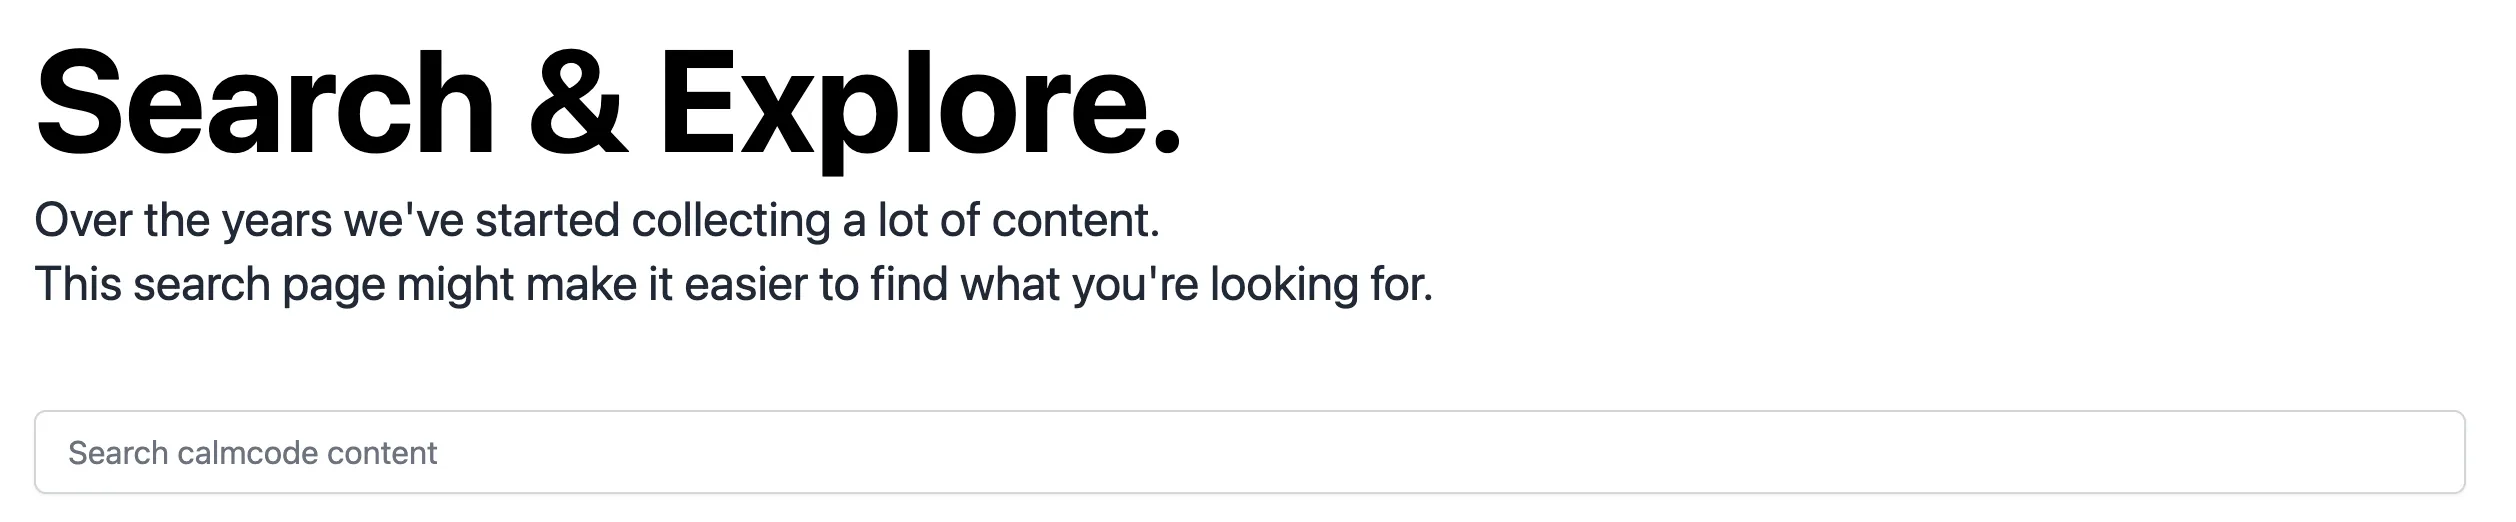 Search & Explore.
Over the years we've started collecting a lot of content.
This search page might make it easier to find what you're looking for.
Search calmcode content